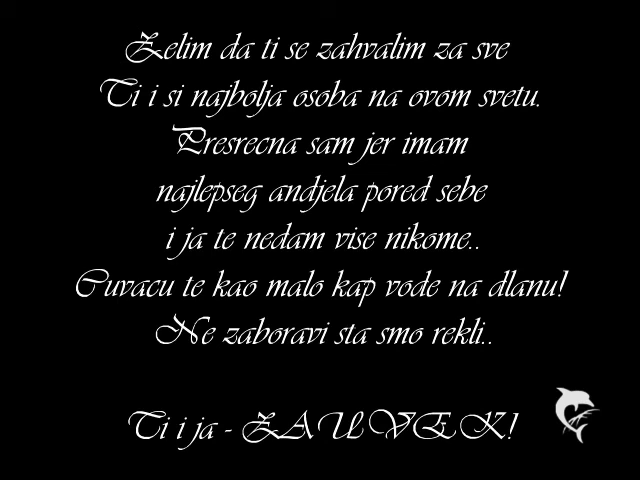 Zelim da ti se zahvalim za sve
Ti i si najbolja osoba na ovom svetu.
Presrecna sam jer imam
najlepseg andjela pored sebe
i ja te nedam vise nikome..
Cuvacu te kao malo kap vode na dlanu!
Ne zaboravi sta smo rekli..
Ti i ja - ZAUVEK!